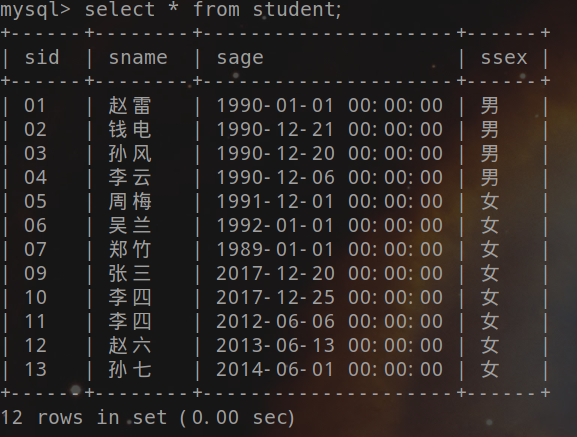 mysql> select * from student;
+------+--------+---------------------+------+
| sid | sname | sage | ssex |
+------+--------+---------------------+------+
| 01 | 赵雷 | 1990-01-01 00:00:00 | 男 |
| 02 | 钱电 | 1990-12-21 00:00:00 | 男 |
| 03 | 孙风 | 1990-12-20 00:00:00 | 男 |
| 04 | 李云 | 1990-12-06 00:00:00 | 男 |
| 05 | 周梅 | 1991-12-01 00:00:00 | 女 |
| 06 | 吴兰 | 1992-01-01 00:00:00 | 女 |
| 07 | 郑竹 | 1989-01-01 00:00:00 | 女 |
| 09 | 张三 | 2017-12-20 00:00:00 | 女 |
| 10 | 李四 | 2017-12-25 00:00:00 | 女 |
| 11 | 李四 | 2012-06-06 00:00:00 | 女 |
| 12 | 赵六 | 2013-06-13 00:00:00 | 女 |
| 13 | 孙七 | 2014-06-01 00:00:00 | 女 |
+------+--------+---------------------+------+
12 rows in set (0.00 sec)